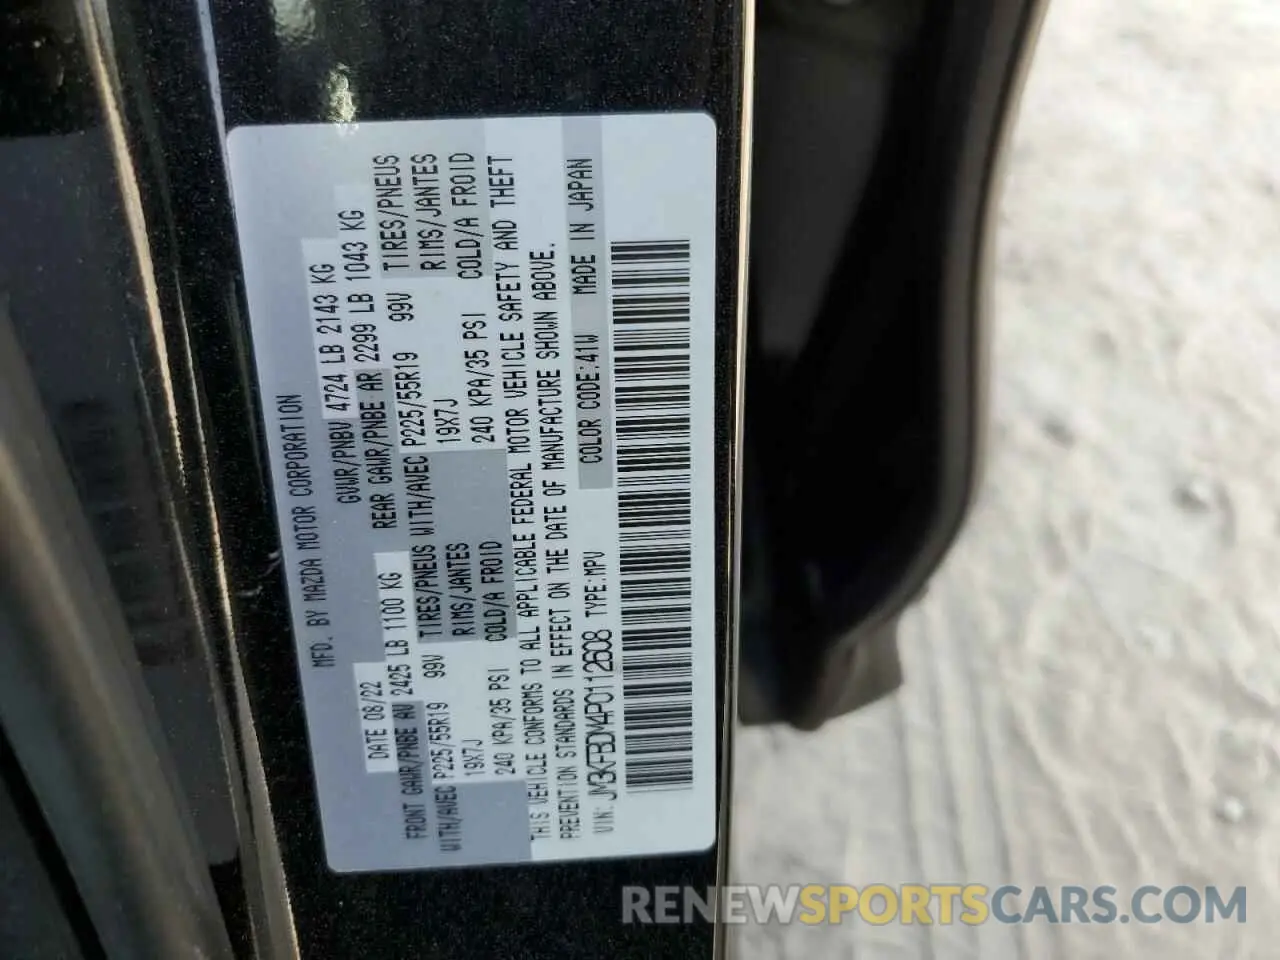 MFD. BY MAZDA MOTOR CORPORATION
DATE 08/22 GVWR/PNBV 4724 LB 2143 KG
FRONT GAWR/PNBE AV 2425 LB 1100 KG REAR GAWR/PNBE AR 2299 LB 1043 KG
WITH/AVEC P225/55R19 99V TIRES/PNEUS WITH/AVEC P225/55R19 99V TIRES/PNEUS
19X7J RIMS/JANTES 19X7J RIMS/JANTES
240 KPA/35 PSI COLD/A FROID 240 KPA/35 PSI COLD/A FROID
THIS VEHICLE CONFORMS TO ALL APPLICABLE FEDERAL MOTOR VEHICLE SAFETY AND THEFT
PREVENTION STANDARDS IN EFFECT ON THE DATE OF MANUFACTURE SHOWN ABOVE.
VIN: JM3KFBDM4P0112608 TYPE:MPV COLOR CODE:41W MADE IN JAPAN
RENEWSPORTSCARS.COM